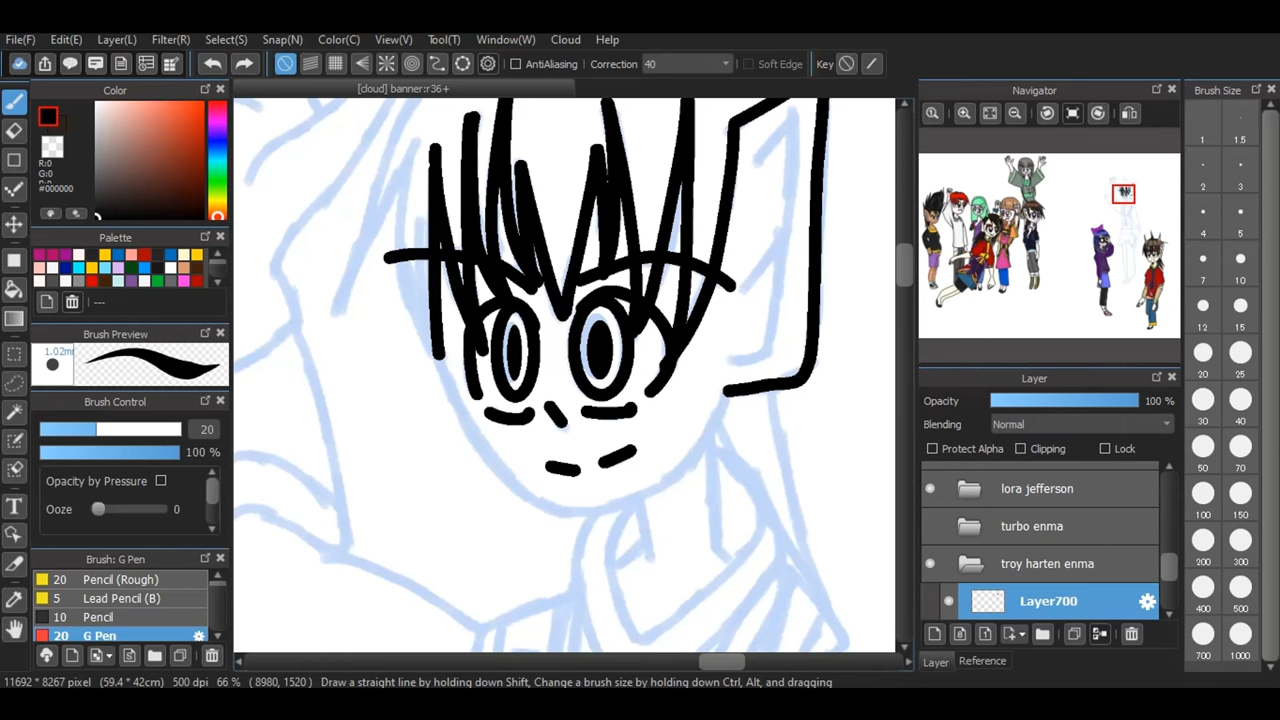 File(F) Edit(E) Layer(L) Filter(R) Select(S) Snap(N) Color(C) View(V) Tool(T) Window(W) Cloud Help
AntiAliasing Correction 40 Soft Edge Key
Color
[cloud] banner:r36+
Navigator
Brush Size
R:0
G:0
B:0
#000000
Palette
---
Brush Preview
1.02m
Brush Control
20
100 %
Opacity by Pressure
Ooze 0
Brush: G Pen
20 Pencil (Rough)
5 Lead Pencil (B)
10 Pencil
20 G Pen
Layer
Opacity 100 %
Blending Normal
Protect Alpha Clipping Lock
lora jefferson
turbo enma
troy harten enma
Layer700
Layer Reference
1 1.5
2 3
4 5
7 10
12 15
20 25
30 40
50 70
100 150
200 300
400 500
700 1000
11692 * 8267 pixel (59.4 * 42cm) 500 dpi 66 % ( 8980, 1520 ) Draw a straight line by holding down Shift, Change a brush size by holding down Ctrl, Alt, and dragging